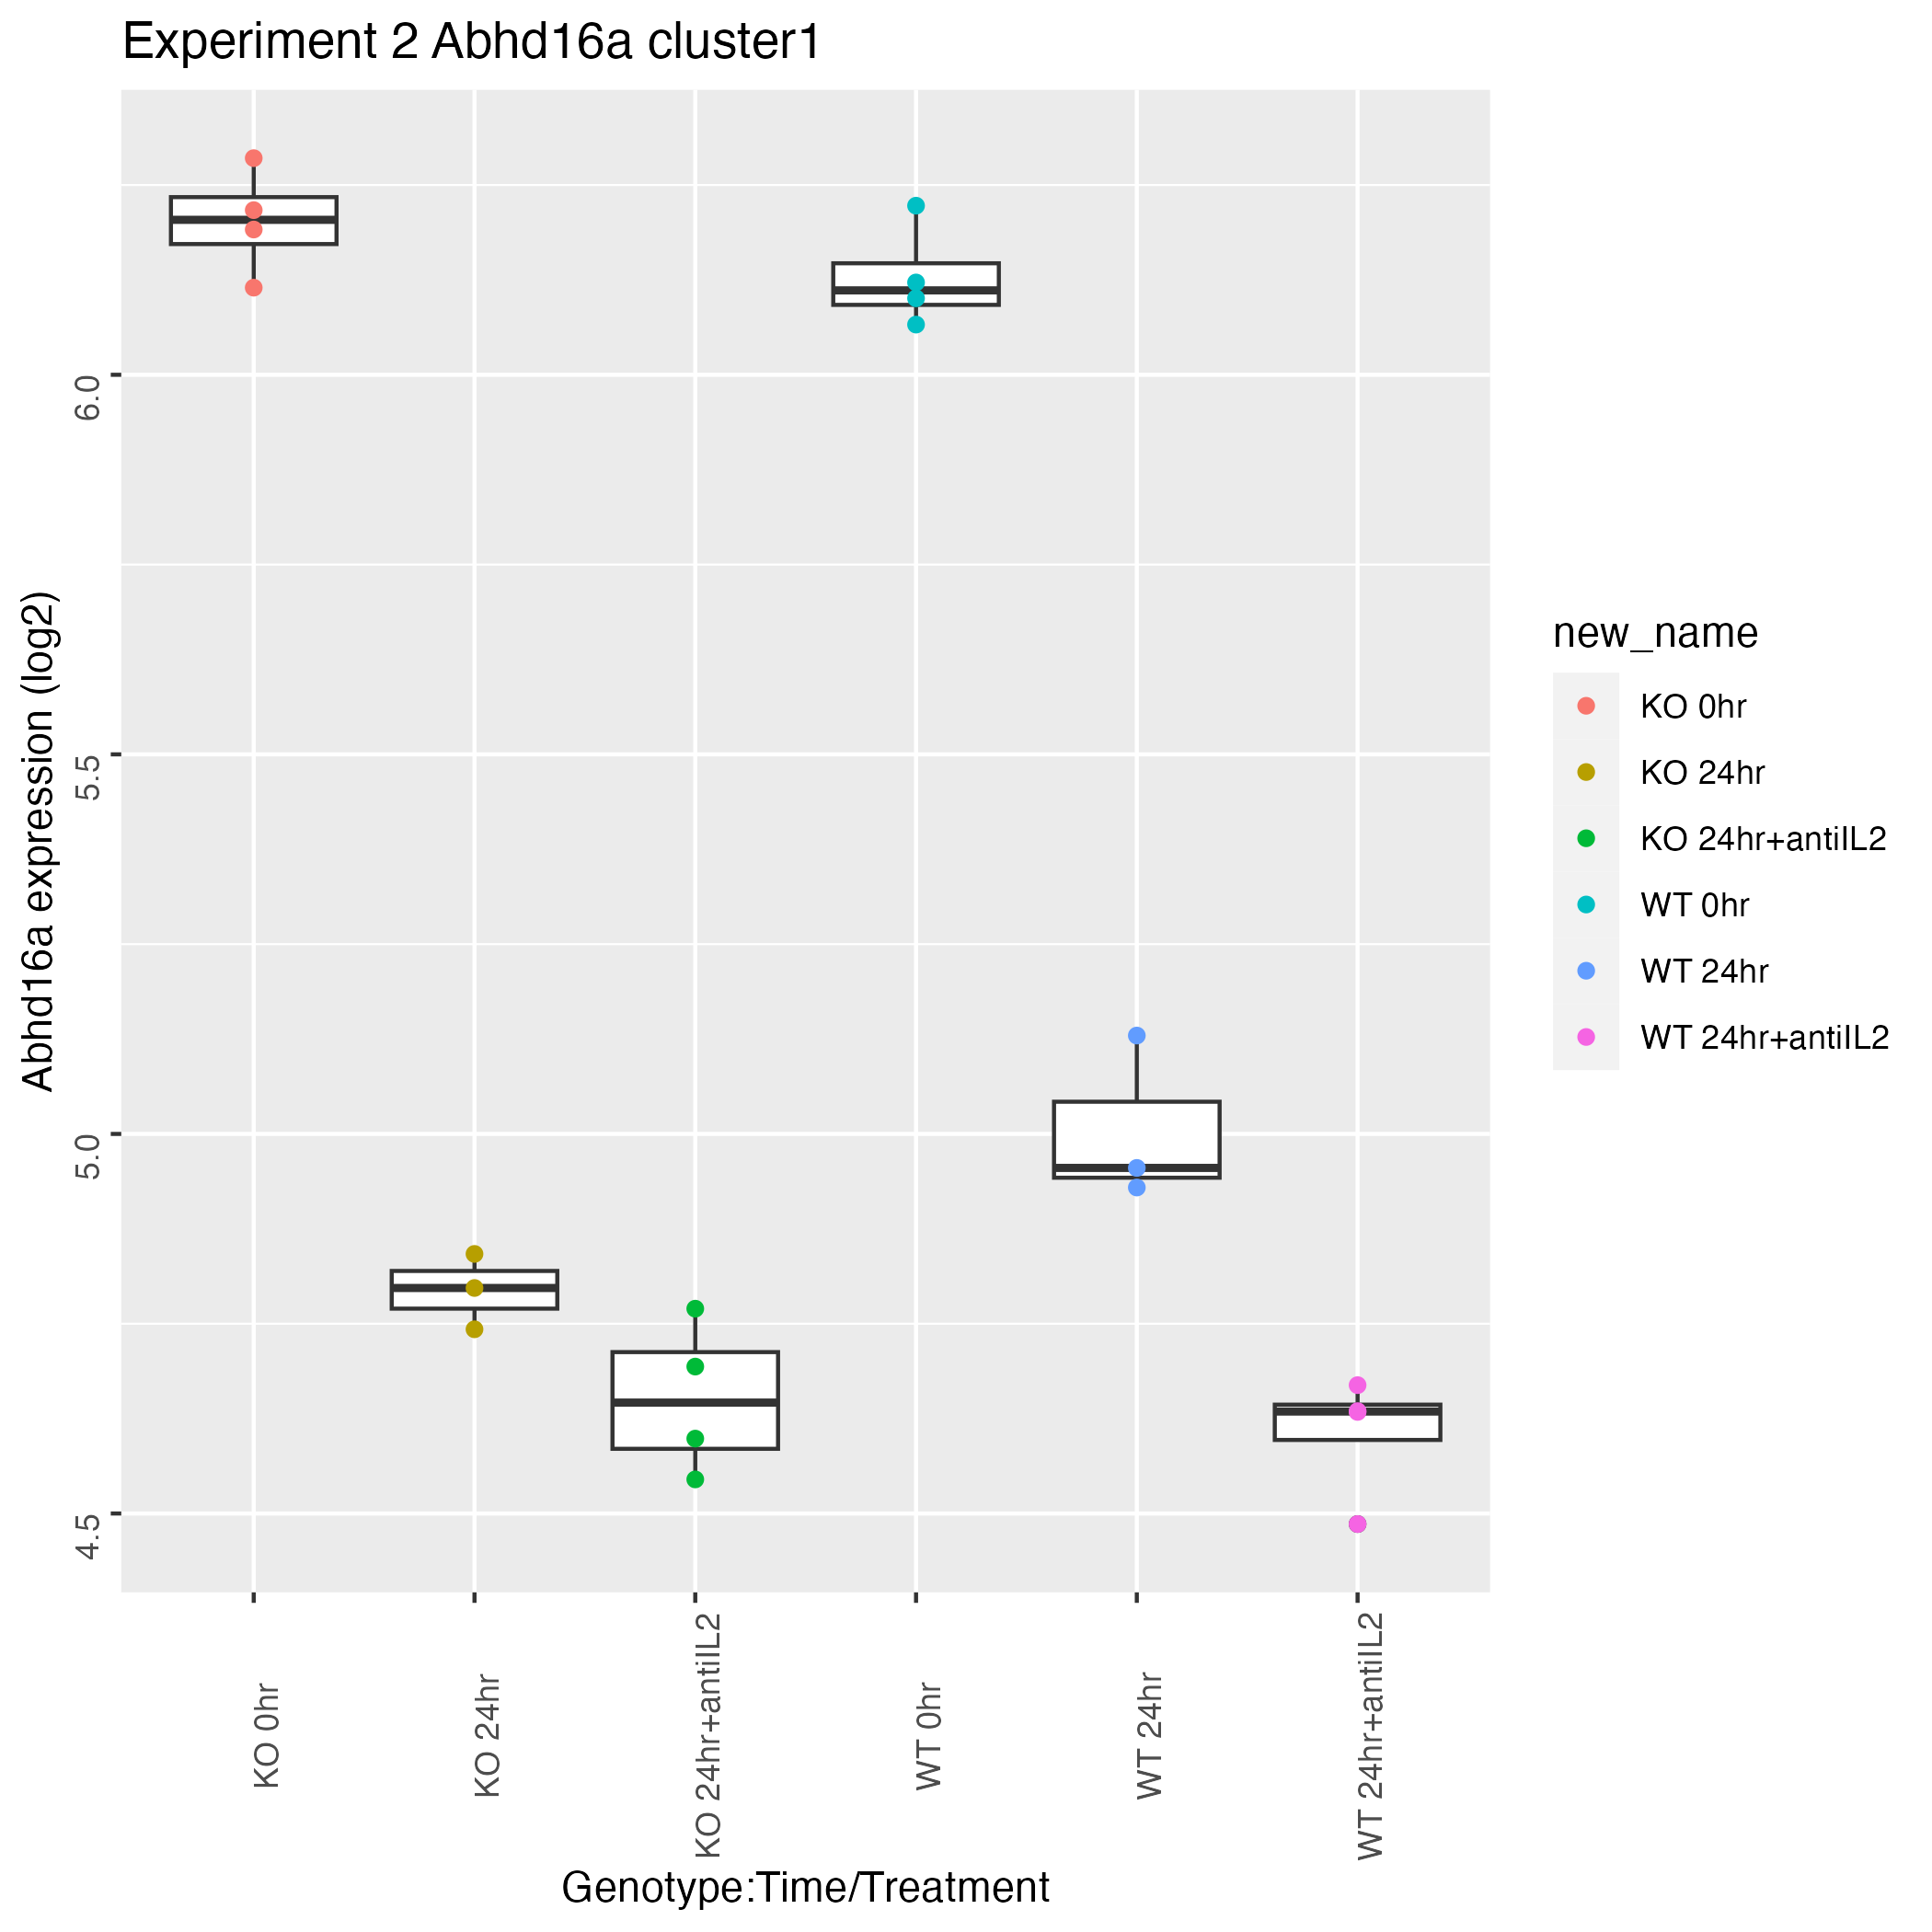 Experiment 2 Abhd16a cluster1
Abhd16a expression (log2)
6.0
5.5
5.0
4.5
KO 0hr
KO 24hr
KO 24hr+antiIL2
WT 0hr
WT 24hr
WT 24hr+antiIL2
Genotype:Time/Treatment
new_name
KO 0hr
KO 24hr
KO 24hr+antiIL2
WT 0hr
WT 24hr
WT 24hr+antiIL2